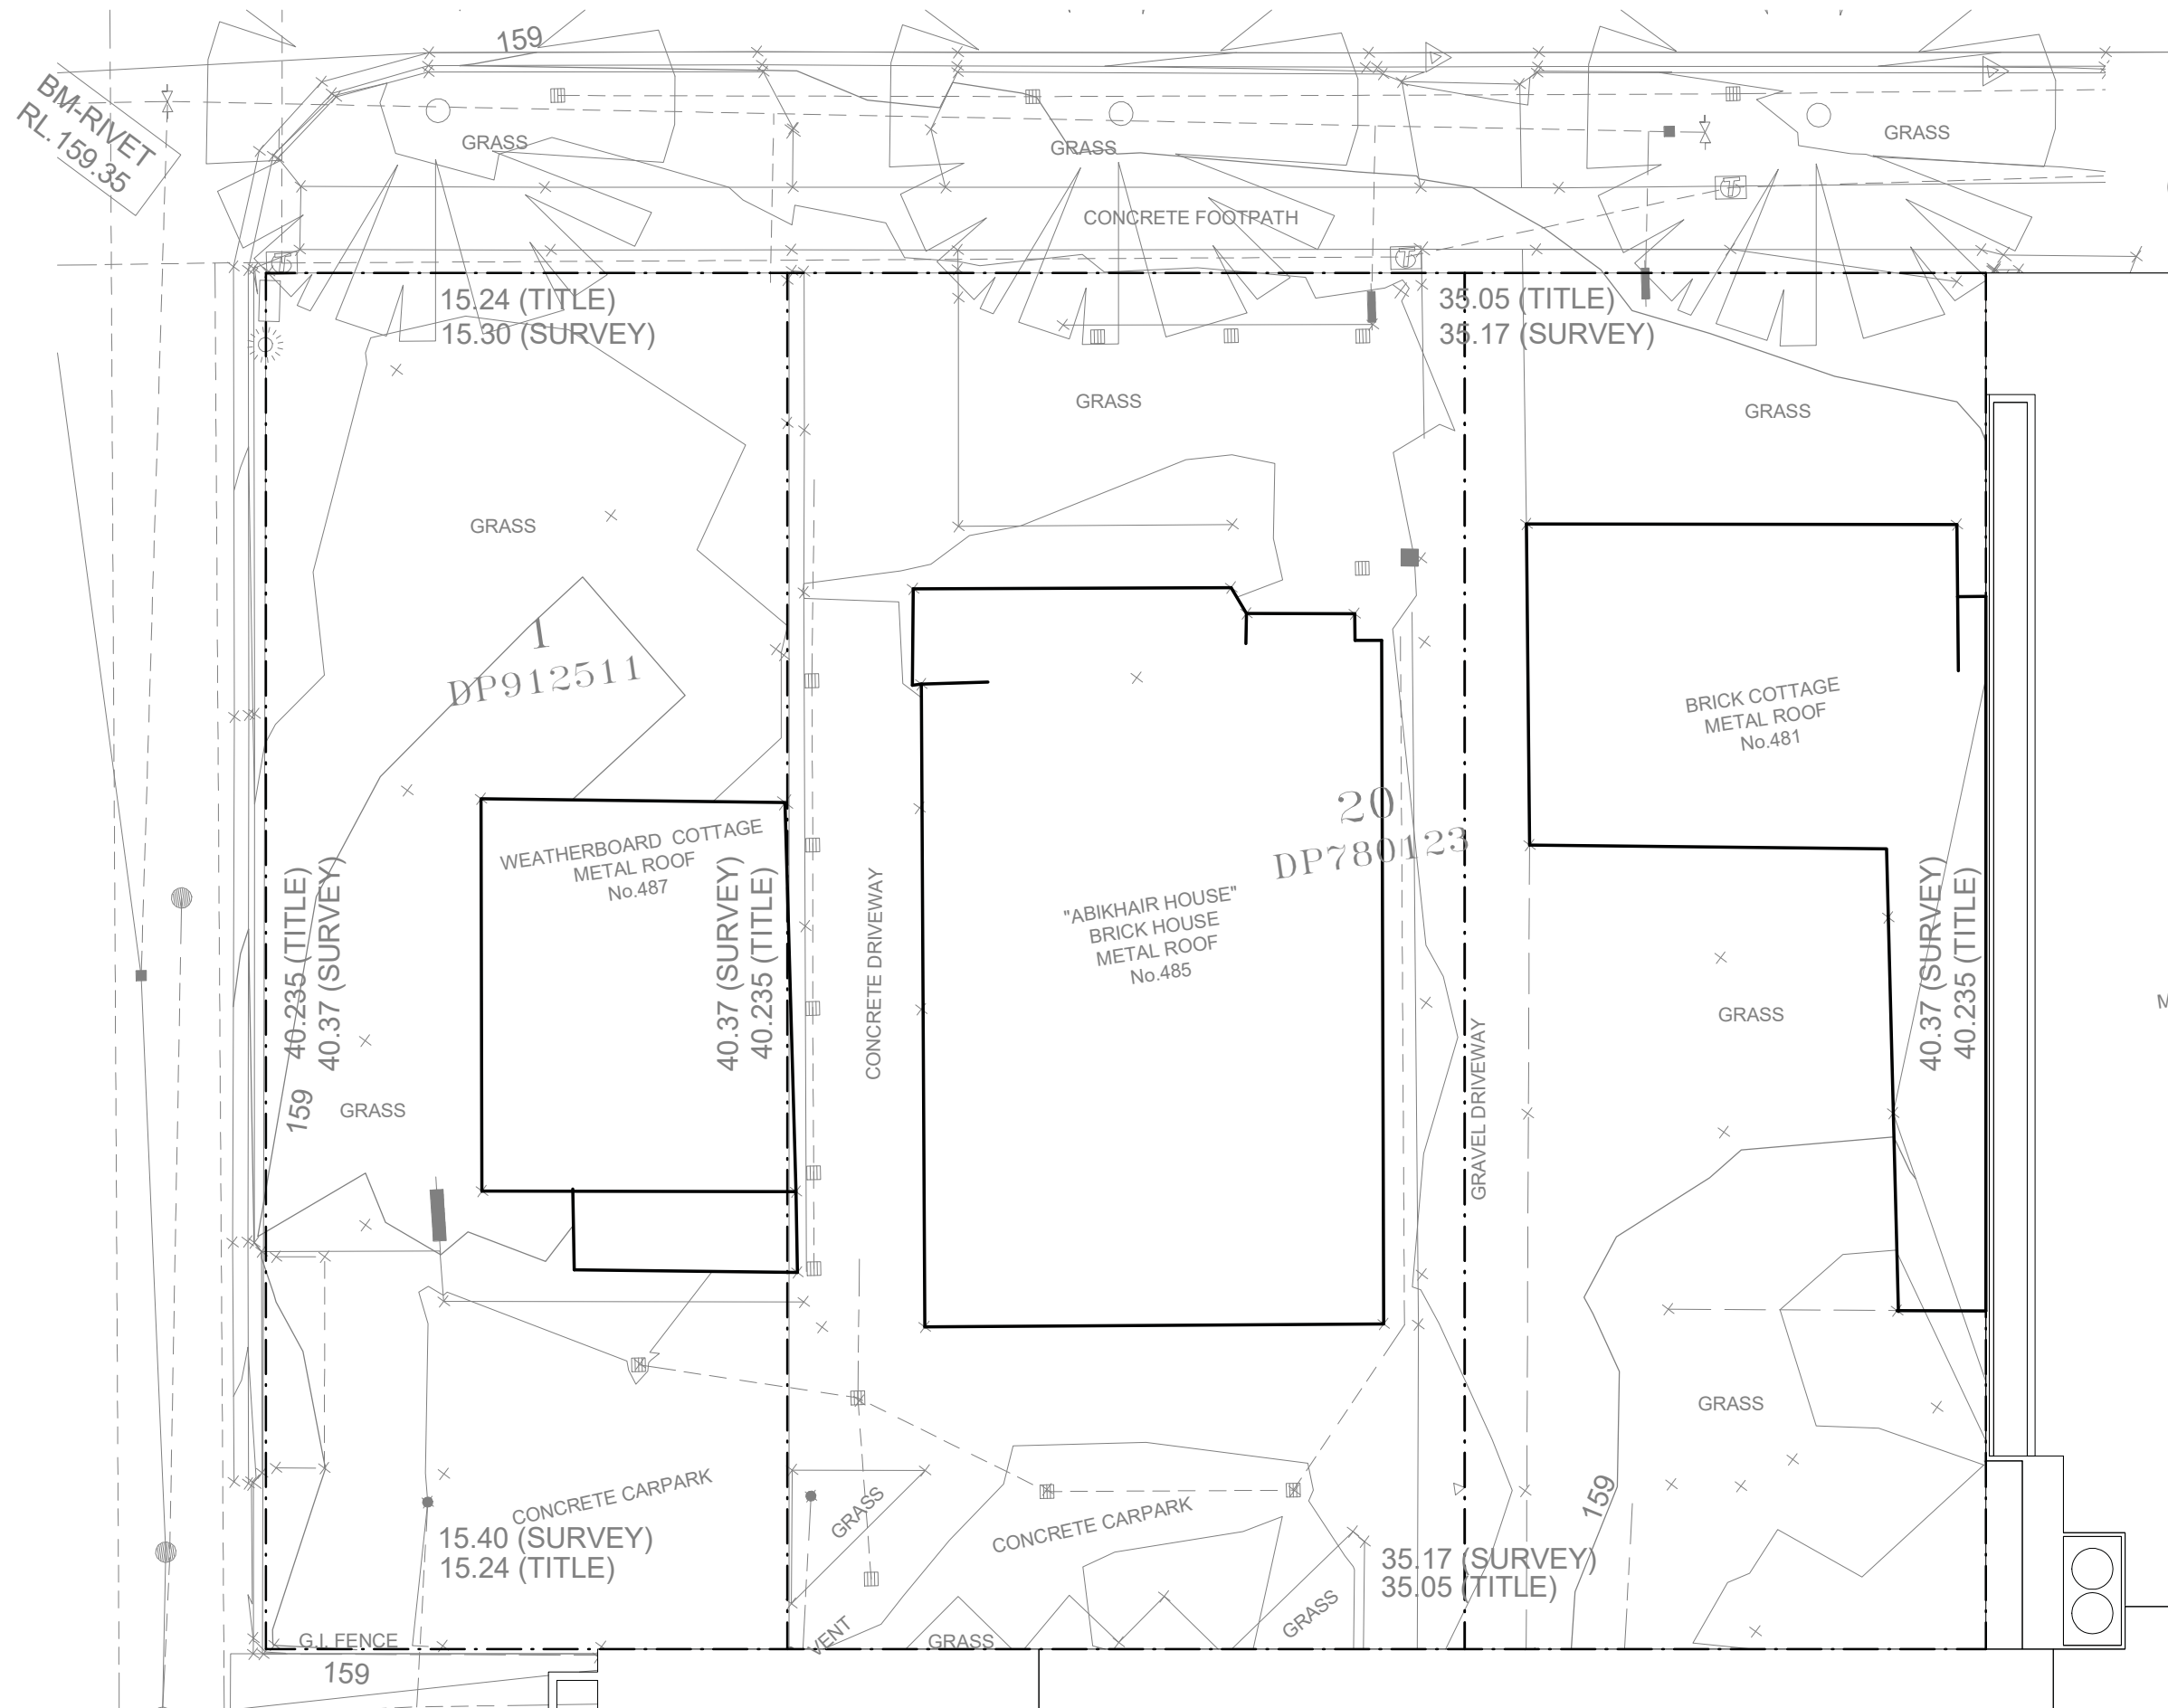 159
BM-RIVET
RL.159.35
GRASS
GRASS
GRASS
CONCRETE FOOTPATH
15.24 (TITLE)
15.30 (SURVEY)
35.05 (TITLE)
35.17 (SURVEY)
GRASS
GRASS
GRASS
1
DP912511
BRICK COTTAGE
METAL ROOF
No.481
WEATHERBOARD COTTAGE
METAL ROOF
No.487
20
DP780123
"ABIKHAIR HOUSE"
BRICK HOUSE
METAL ROOF
No.485
40.235 (TITLE)
40.37 (SURVEY)
40.37 (SURVEY)
40.235 (TITLE)
CONCRETE DRIVEWAY
GRAVEL DRIVEWAY
40.37 (SURVEY)
40.235 (TITLE)
M
GRASS
159
GRASS
GRASS
CONCRETE CARPARK
15.40 (SURVEY)
15.24 (TITLE)
GRASS
CONCRETE CARPARK
159
35.17 (SURVEY)
35.05 (TITLE)
G.I. FENCE
VENT
GRASS
GRASS
159